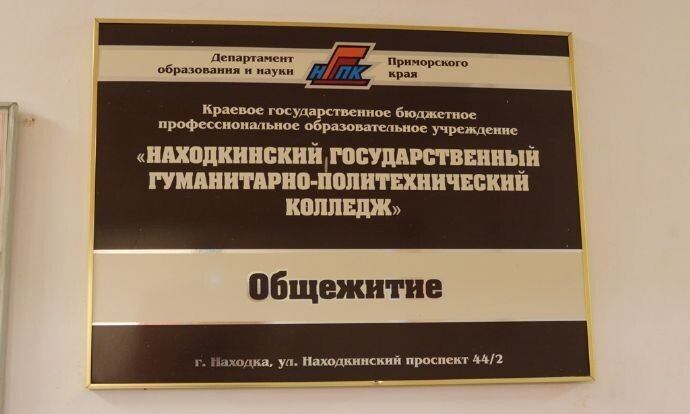 Департамент образования и науки
НГПК
Приморского края
Краевое государственное бюджетное
профессиональное образовательное учреждение
«НАХОДКИНСКИЙ ГОСУДАРСТВЕННЫЙ
ГУМАНИТАРНО-ПОЛИТЕХНИЧЕСКИЙ
КОЛЛЕДЖ»
Общежитие
г. Находка, ул. Находкинский проспект 44/2